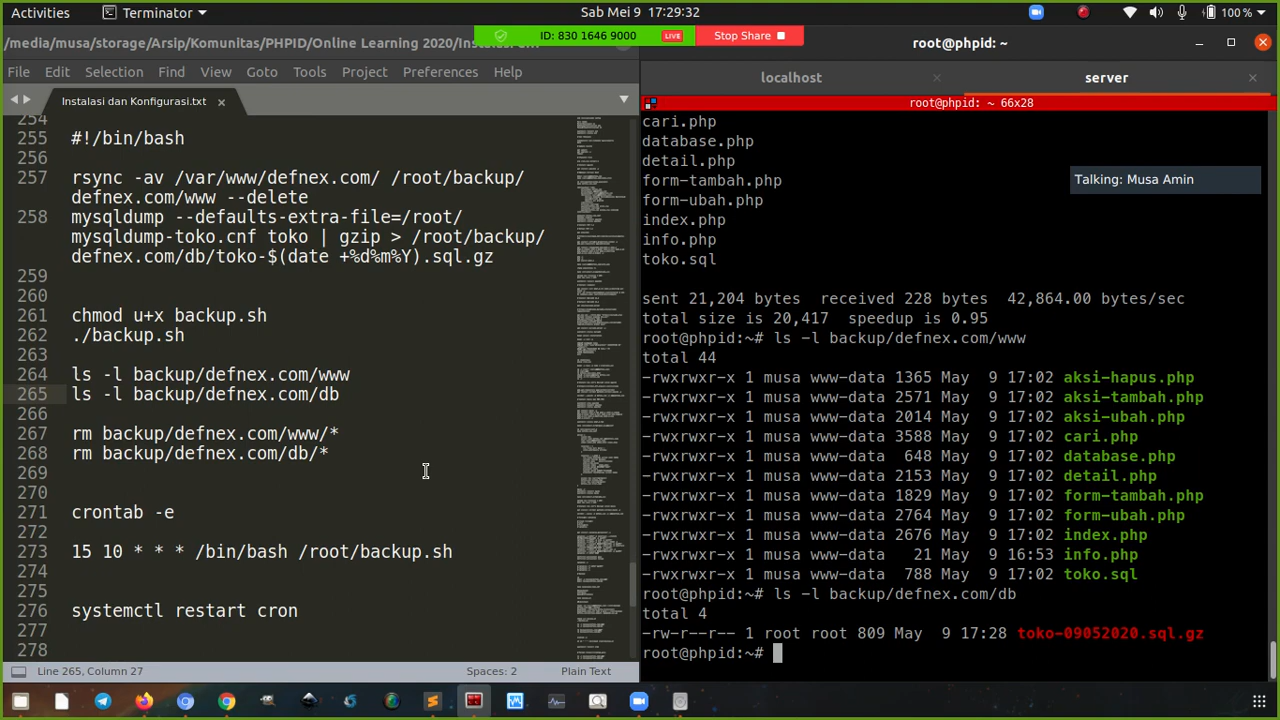 Activities
Terminator
Sab Mei 9 17:29:32
100 %
/media/musa/storage/Arsip/Komunitas/PHPID/Online Learning 2020/
ID: 830 1646 9000
LIVE
Stop Share
root@phpid: ~
File Edit Selection Find View Goto Tools Project Preferences Help
localhost
server
Instalasi dan Konfigurasi.txt
root@phpid: ~ 66x28
254
255 #!/bin/bash
256
257 rsync -av /var/www/defnex.com/ /root/backup/
defnex.com/www --delete
258 mysqldump --defaults-extra-file=/root/
mysqldump-toko.cnf toko | gzip > /root/backup/
defnex.com/db/toko-$(date +%d%m%Y).sql.gz
259
260
261 chmod u+x backup.sh
262 ./backup.sh
263
264 ls -l backup/defnex.com/www
265 ls -l backup/defnex.com/db
266
267 rm backup/defnex.com/www/*
268 rm backup/defnex.com/db/*
269
270
271 crontab -e
272
273 15 10 * * * /bin/bash /root/backup.sh
274
275
276 systemctl restart cron
277
278
Line 265, Column 27
Spaces: 2
Plain Text
cari.php
database.php
detail.php
form-tambah.php
form-ubah.php
index.php
info.php
toko.sql
Talking: Musa Amin
sent 21,204 bytes  received 228 bytes  42,864.00 bytes/sec
total size is 20,417  speedup is 0.95
root@phpid:~# ls -l backup/defnex.com/www
total 44
-rwxrwxr-x 1 musa www-data 1365 May  9 17:02 aksi-hapus.php
-rwxrwxr-x 1 musa www-data 2571 May  9 17:02 aksi-tambah.php
-rwxrwxr-x 1 musa www-data 2014 May  9 17:02 aksi-ubah.php
-rwxrwxr-x 1 musa www-data 3588 May  9 17:02 cari.php
-rwxrwxr-x 1 musa www-data  648 May  9 17:02 database.php
-rwxrwxr-x 1 musa www-data 2153 May  9 17:02 detail.php
-rwxrwxr-x 1 musa www-data 1829 May  9 17:02 form-tambah.php
-rwxrwxr-x 1 musa www-data 2764 May  9 17:02 form-ubah.php
-rwxrwxr-x 1 musa www-data 2676 May  9 17:02 index.php
-rwxrwxr-x 1 musa www-data   21 May  9 16:53 info.php
-rwxrwxr-x 1 musa www-data  788 May  9 17:02 toko.sql
root@phpid:~# ls -l backup/defnex.com/db
total 4
-rw-r--r-- 1 root root 809 May  9 17:28 toko-09052020.sql.gz
root@phpid:~#